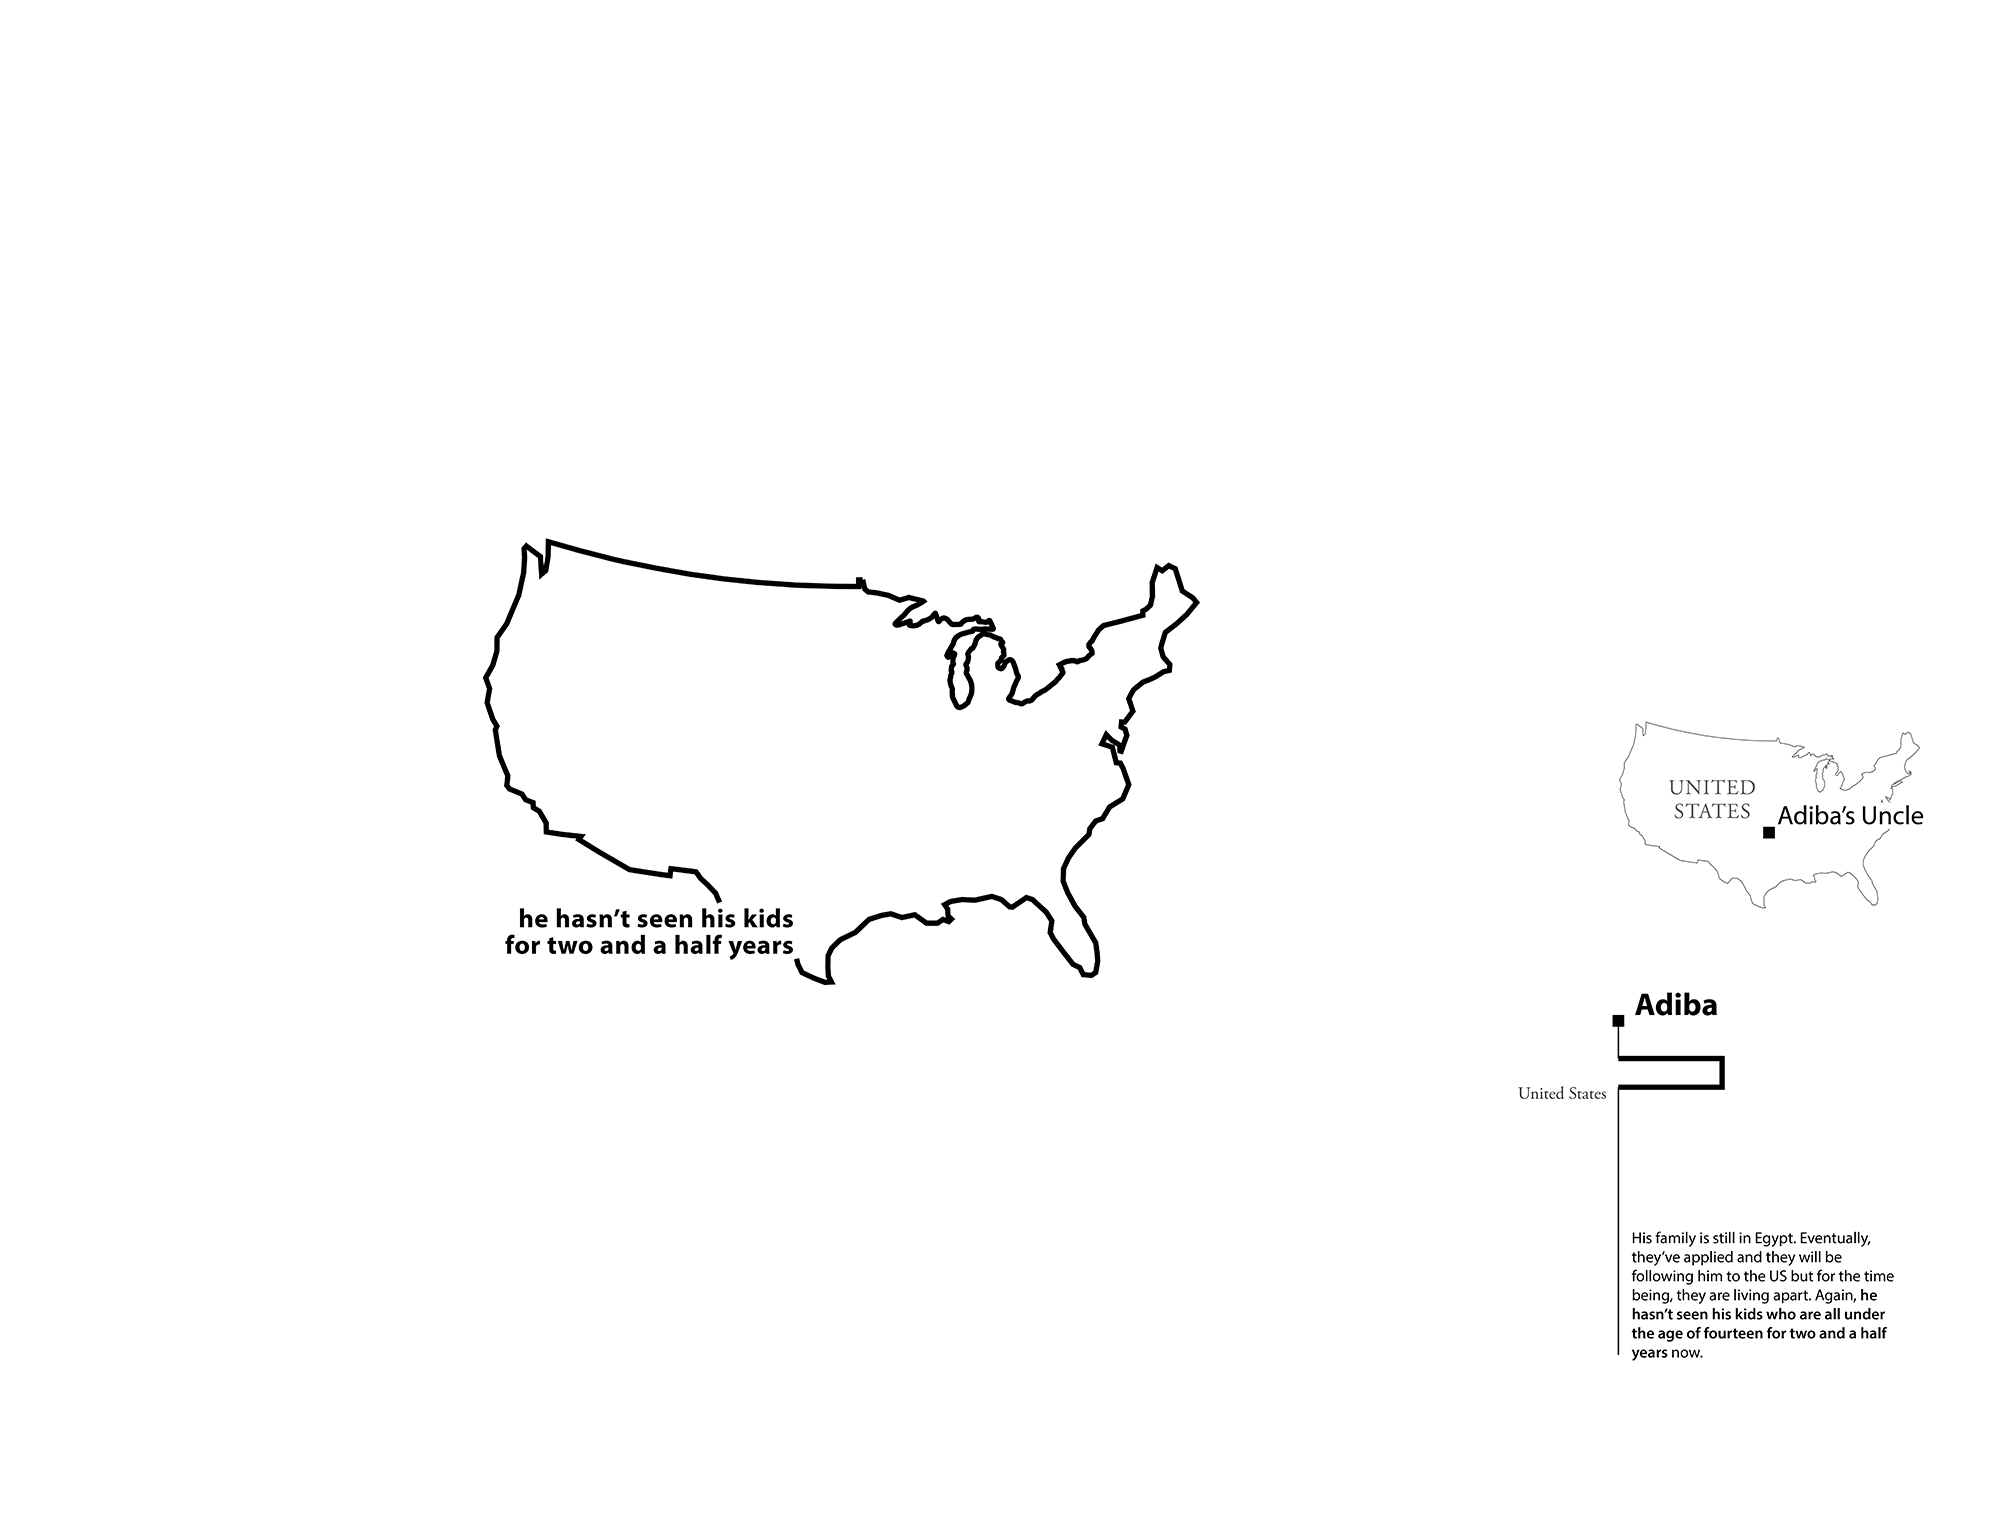 he hasn’t seen his kids
for two and a half years
UNITED
STATES
Adiba’s Uncle
Adiba
United States
His family is still in Egypt. Eventually,
they’ve applied and they will be
following him to the US but for the time
being, they are living apart. Again, he
hasn’t seen his kids who are all under
the age of fourteen for two and a half
years now.